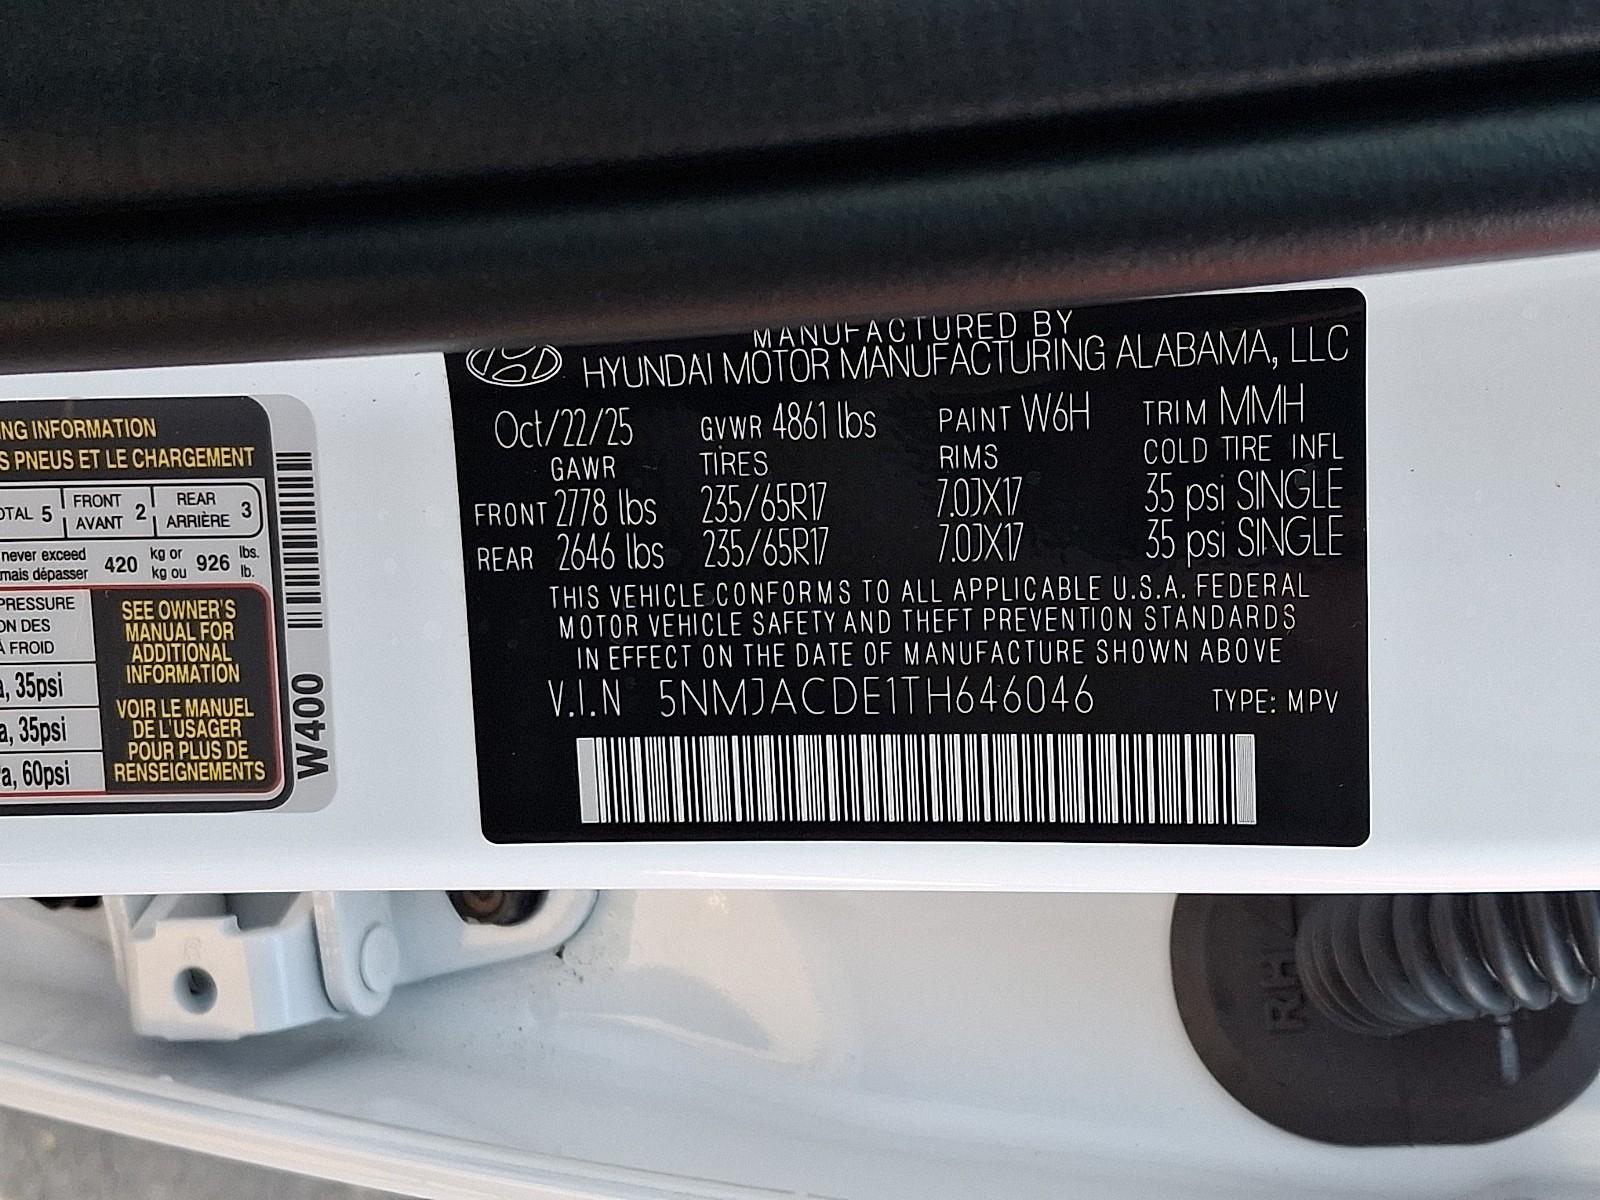 MANUFACTURED BY
HYUNDAI MOTOR MANUFACTURING ALABAMA, LLC
Oct/22/25 GVWR 4861 lbs PAINT W6H TRIM MMH
GAWR TIRES RIMS COLD TIRE INFL
FRONT 2778 lbs 235/65R17 7.0JX17 35 psi SINGLE
REAR 2646 lbs 235/65R17 7.0JX17 35 psi SINGLE
THIS VEHICLE CONFORMS TO ALL APPLICABLE U.S.A. FEDERAL
MOTOR VEHICLE SAFETY AND THEFT PREVENTION STANDARDS
IN EFFECT ON THE DATE OF MANUFACTURE SHOWN ABOVE
V.I.N 5NMJACDE1TH646046 TYPE: MPV
NG INFORMATION
S PNEUS ET LE CHARGEMENT
OTAL 5 FRONT AVANT 2 REAR ARRIÈRE 3
never exceed 420 kg or 926 lbs.
mais dépasser kg ou lb.
PRESSURE
ON DES
À FROID
a, 35psi
a, 35psi
a, 60psi
SEE OWNER'S
MANUAL FOR
ADDITIONAL
INFORMATION
VOIR LE MANUEL
DE L'USAGER
POUR PLUS DE
RENSEIGNEMENTS
W400
RH